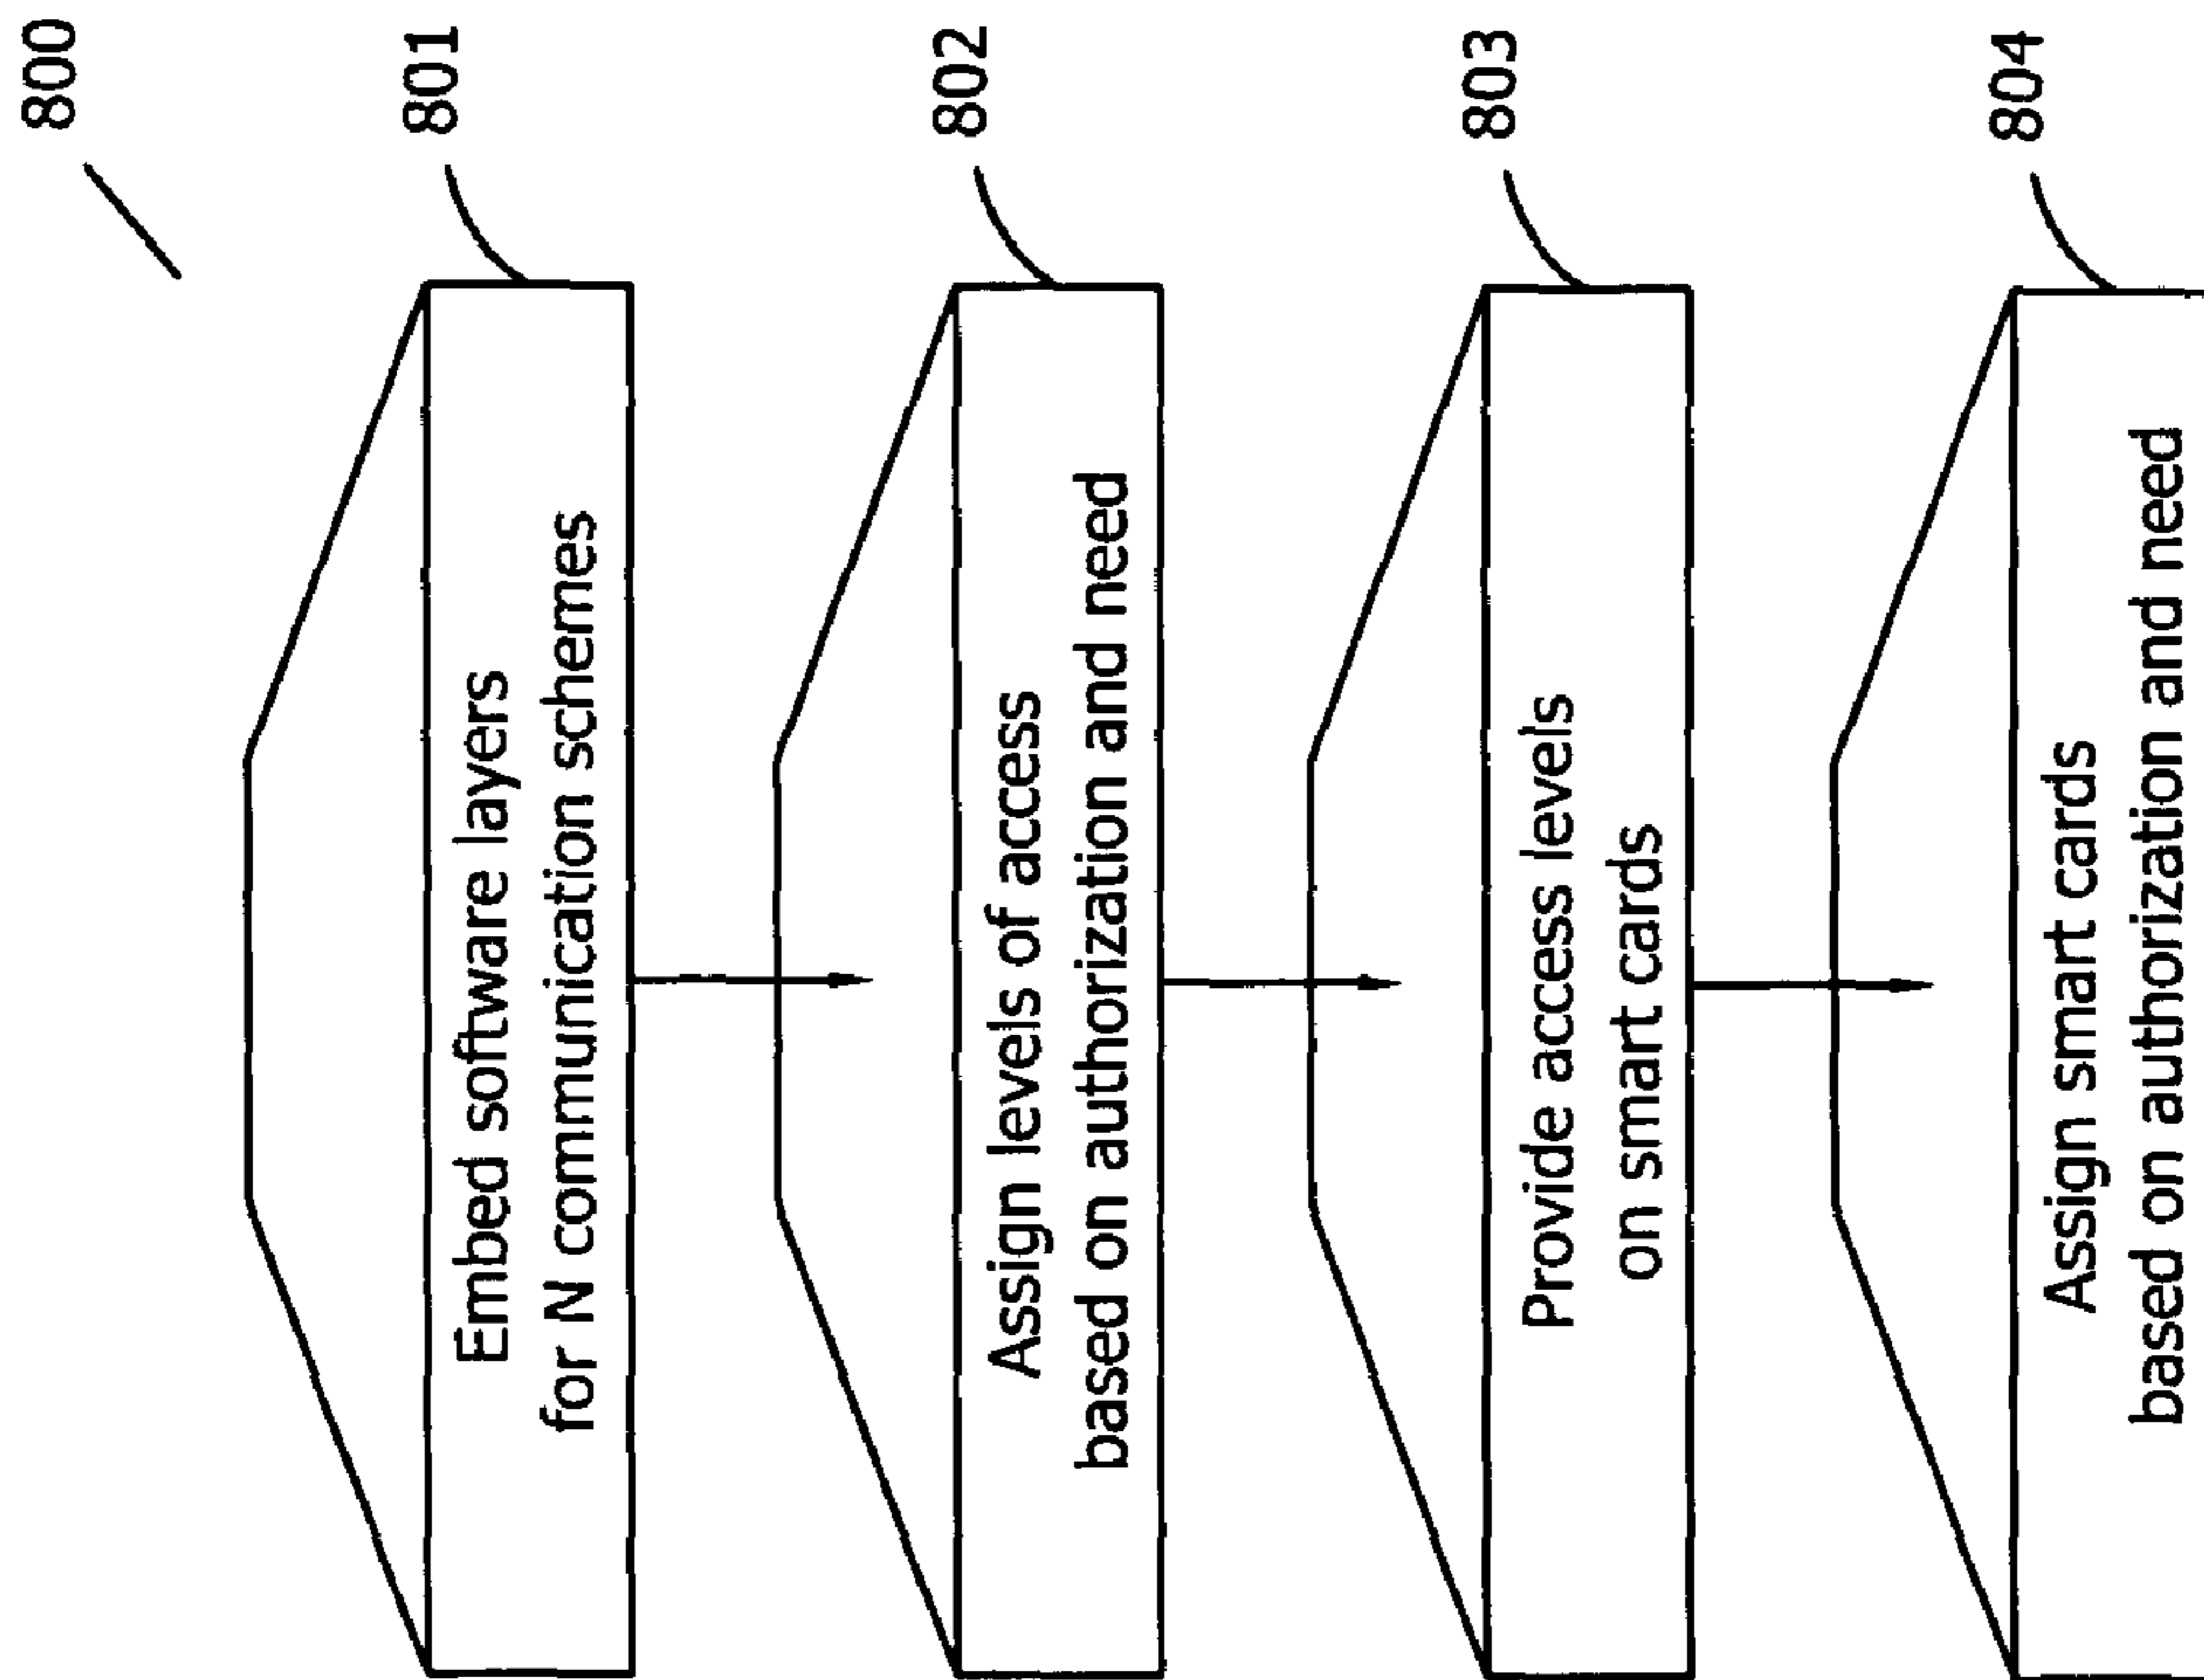 800
801
Embed software layers
for N communication schemes
802
Assign levels of access
based on authorization and need
803
Provide access levels
on smart cards
804
Assign smart cards
based on authorization and need